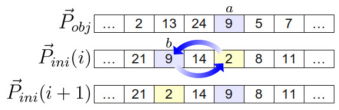 a
P⃗obj ... 2 13 24 9 5 7 ...
b
P⃗ini(i) ... 21 9 14 2 8 11 ...
P⃗ini(i + 1) ... 21 2 14 9 8 11 ...